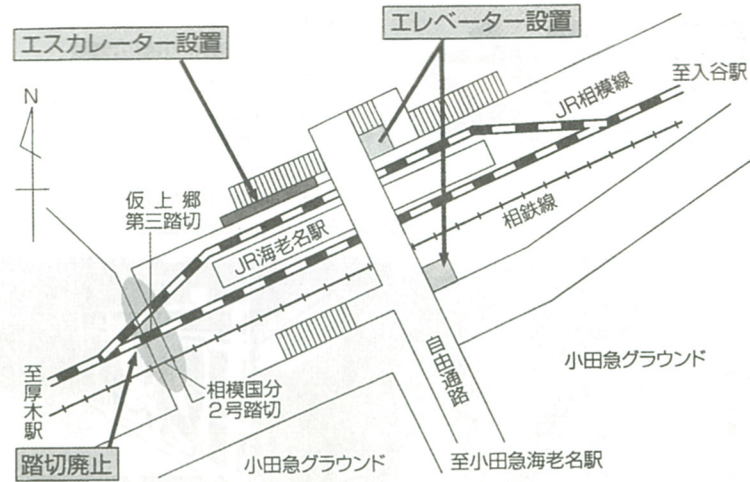 エレベーター設置
エスカレーター設置
至入谷駅
JR相模線
N
仮上郷
第三踏切
相鉄線
JR海老名駅
自由通路
小田急グラウンド
至厚木駅
相模国分
2号踏切
踏切廃止
小田急グラウンド
至小田急海老名駅